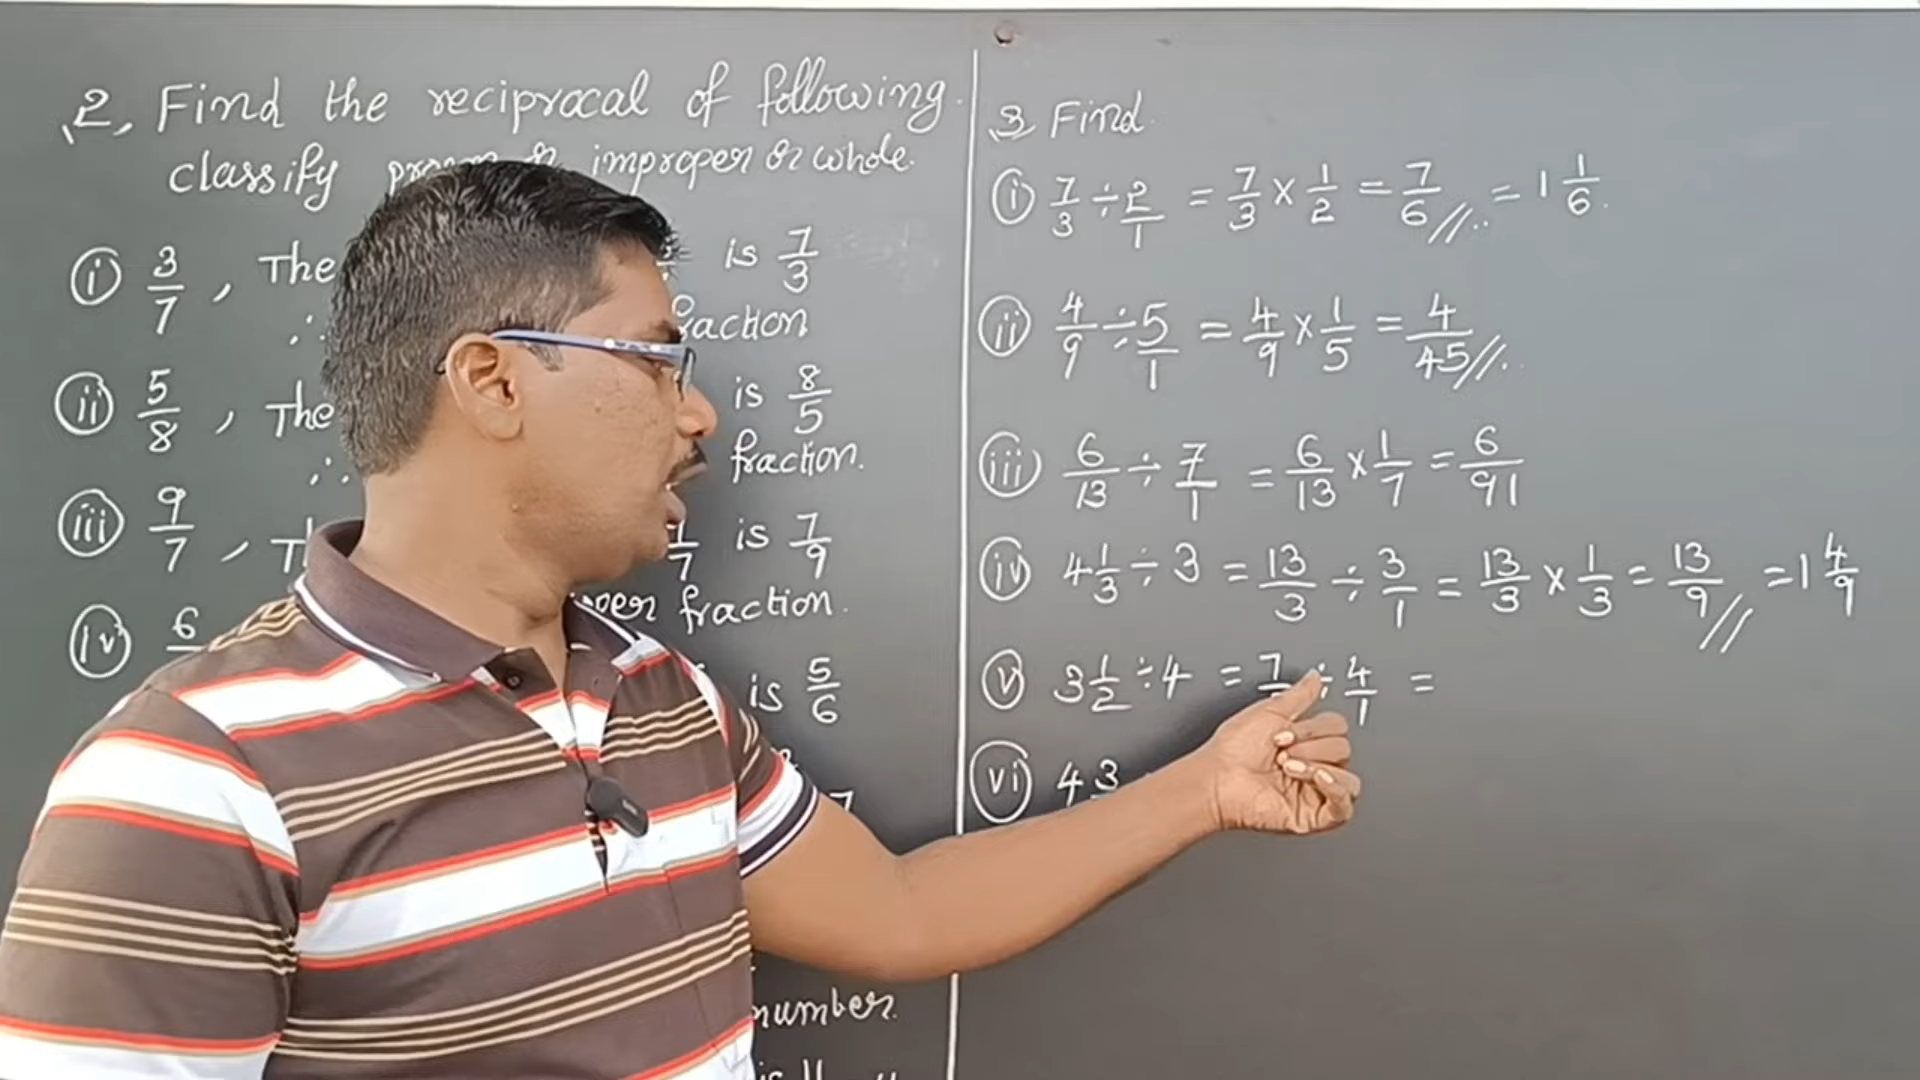 2, Find the reciprocal of following.
classify improper or whole.
(i) 3/7, The is 7/3
∴ fraction
(ii) 5/8, The is 8/5
∴ fraction.
(iii) 9/7, 7 is 7/9
fraction.
(iv) 6 is 5/6
7
number.
is
3 Find
(i) 7/3 ÷ 2/1 = 7/3 × 1/2 = 7/6 //.. = 1 1/6.
(ii) 4/9 ÷ 5/1 = 4/9 × 1/5 = 4/45 //.
(iii) 6/13 ÷ 7/1 = 6/13 × 1/7 = 6/91
(iv) 4 1/3 ÷ 3 = 13/3 ÷ 3/1 = 13/3 × 1/3 = 13/9 // = 1 4/9
(v) 3 1/2 ÷ 4 = 7 ÷ 4/1 =
(vi) 4 3